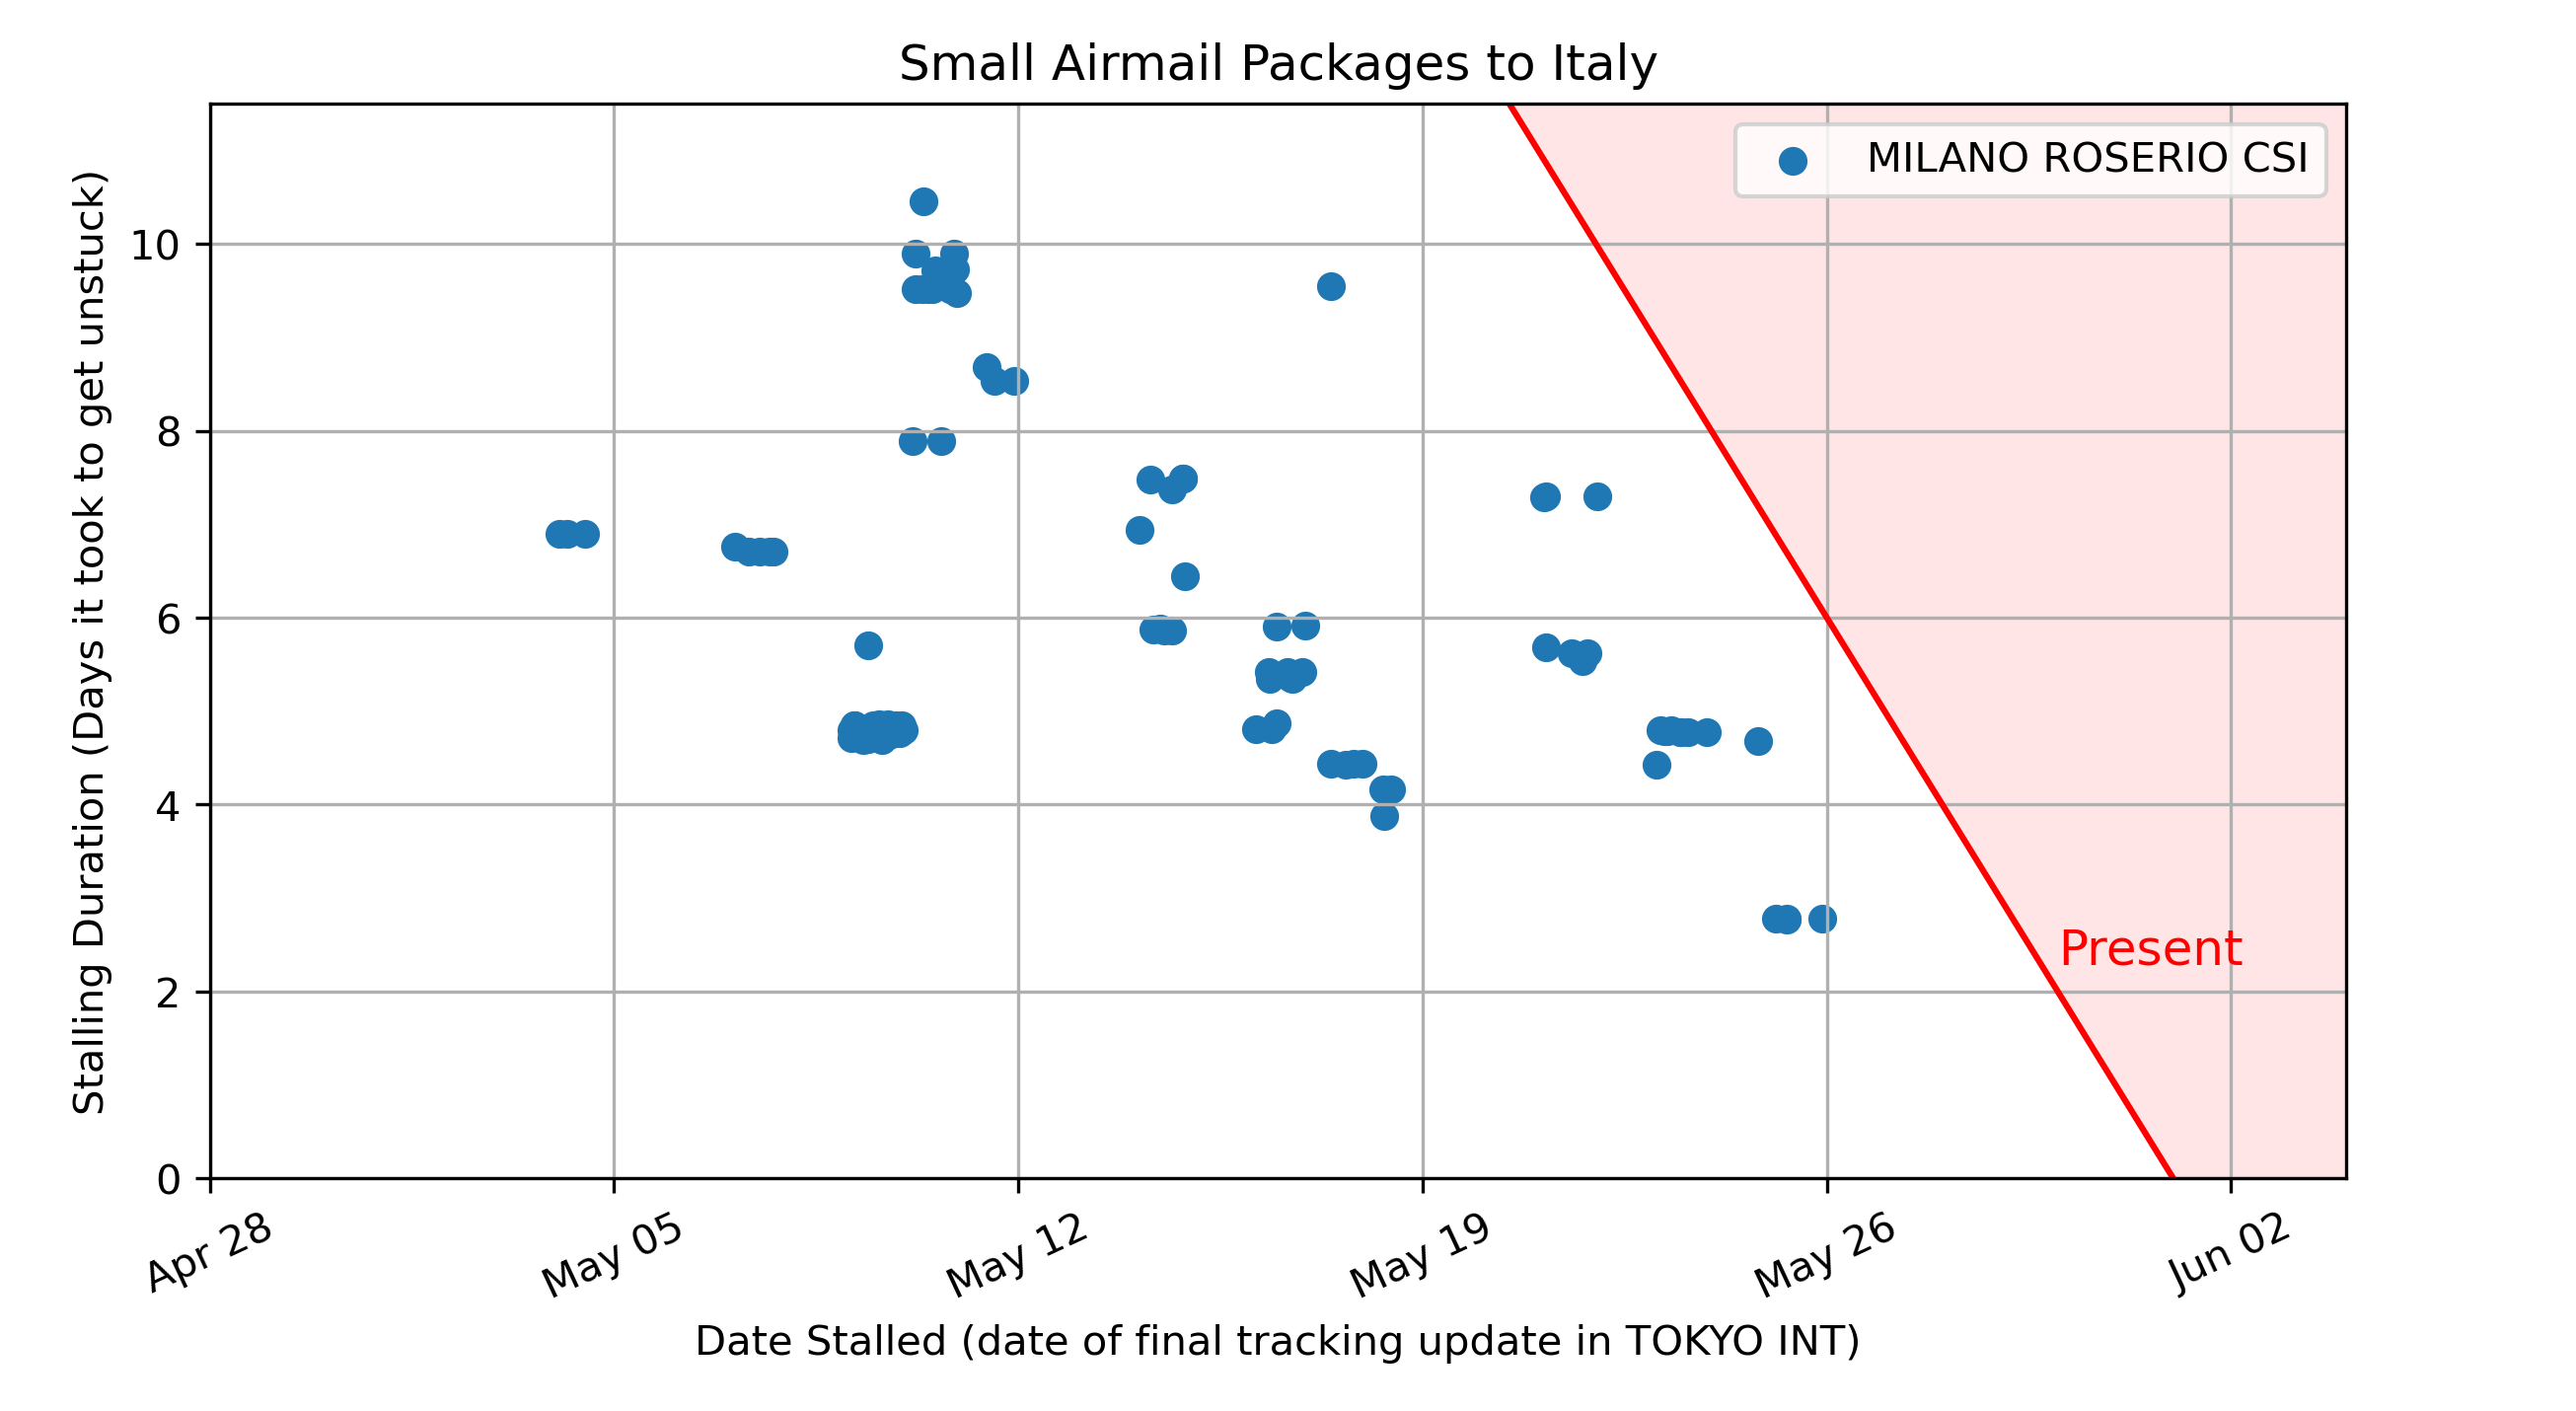 Small Airmail Packages to Italy
MILANO ROSERIO CSI
Stalling Duration (Days it took to get unstuck)
10
8
6
4
2
0
Present
Apr 28
May 05
May 12
May 19
May 26
Jun 02
Date Stalled (date of final tracking update in TOKYO INT)